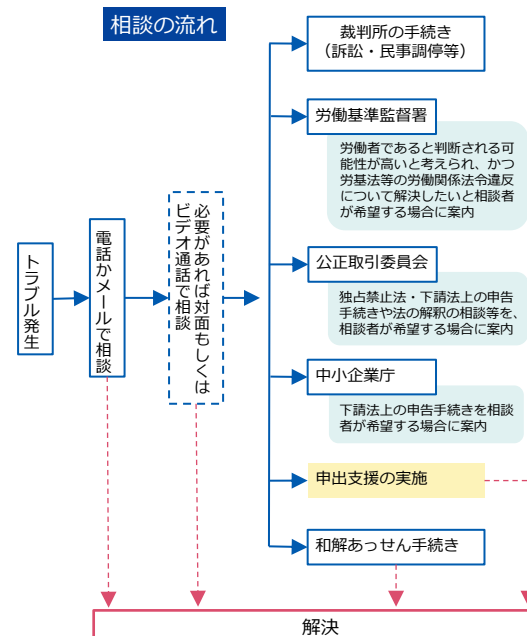 相談の流れ
トラブル発生
電話かメールで相談
必要があれば対面もしくは
ビデオ通話で相談
裁判所の手続き
（訴訟・民事調停等）
労働基準監督署
労働者であると判断される可
能性が高いと考えられ、かつ
労基法等の労働関係法令違反
について解決したいと相談者
が希望する場合に案内
公正取引委員会
独占禁止法・下請法上の申告
手続きや法の解釈の相談等を、
相談者が希望する場合に案内
中小企業庁
下請法上の申告手続きを相談
者が希望する場合に案内
申出支援の実施
和解あっせん手続き
解決